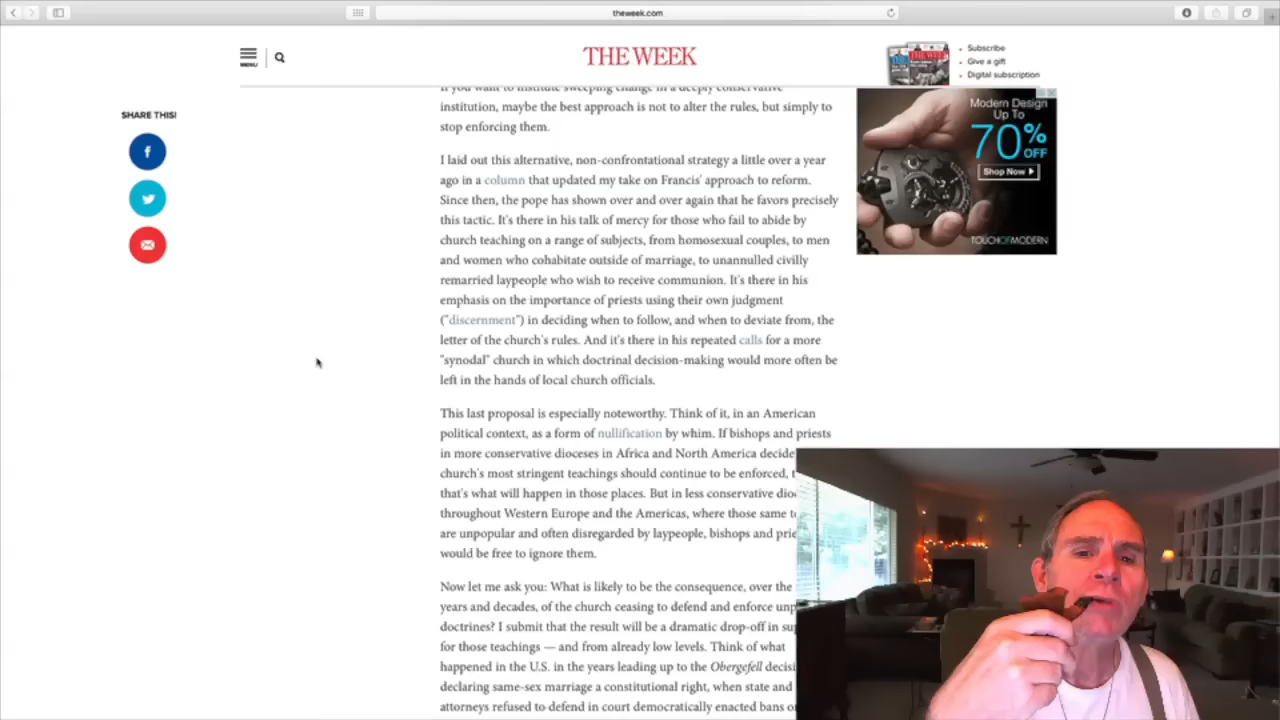 theweek.com
THE WEEK
MENU
Subscribe
Give a gift
Digital subscription
SHARE THIS!
If you want to institute sweeping change in a deeply conservative
institution, maybe the best approach is not to alter the rules, but simply to
stop enforcing them.
I laid out this alternative, non-confrontational strategy a little over a year
ago in a column that updated my take on Francis' approach to reform.
Since then, the pope has shown over and over again that he favors precisely
this tactic. It's there in his talk of mercy for those who fail to abide by
church teaching on a range of subjects, from homosexual couples, to men
and women who cohabitate outside of marriage, to unannulled civilly
remarried laypeople who wish to receive communion. It's there in his
emphasis on the importance of priests using their own judgment
("discernment") in deciding when to follow, and when to deviate from, the
letter of the church's rules. And it's there in his repeated calls for a more
"synodal" church in which doctrinal decision-making would more often be
left in the hands of local church officials.
This last proposal is especially noteworthy. Think of it, in an American
political context, as a form of nullification by whim. If bishops and priests
in more conservative dioceses in Africa and North America decide
church's most stringent teachings should continue to be enforced,
that's what will happen in those places. But in less conservative
throughout Western Europe and the Americas, where those same
are unpopular and often disregarded by laypeople, bishops and
would be free to ignore them.
Now let me ask you: What is likely to be the consequence, over the
years and decades, of the church ceasing to defend and enforce
doctrines? I submit that the result will be a dramatic drop-off in
for those teachings — and from already low levels. Think of what
happened in the U.S. in the years leading up to the Obergefell
declaring same-sex marriage a constitutional right, when state and
attorneys refused to defend in court democratically enacted bans
Modern Design
Up To
70% OFF
Shop Now
TOUCHOFMODERN